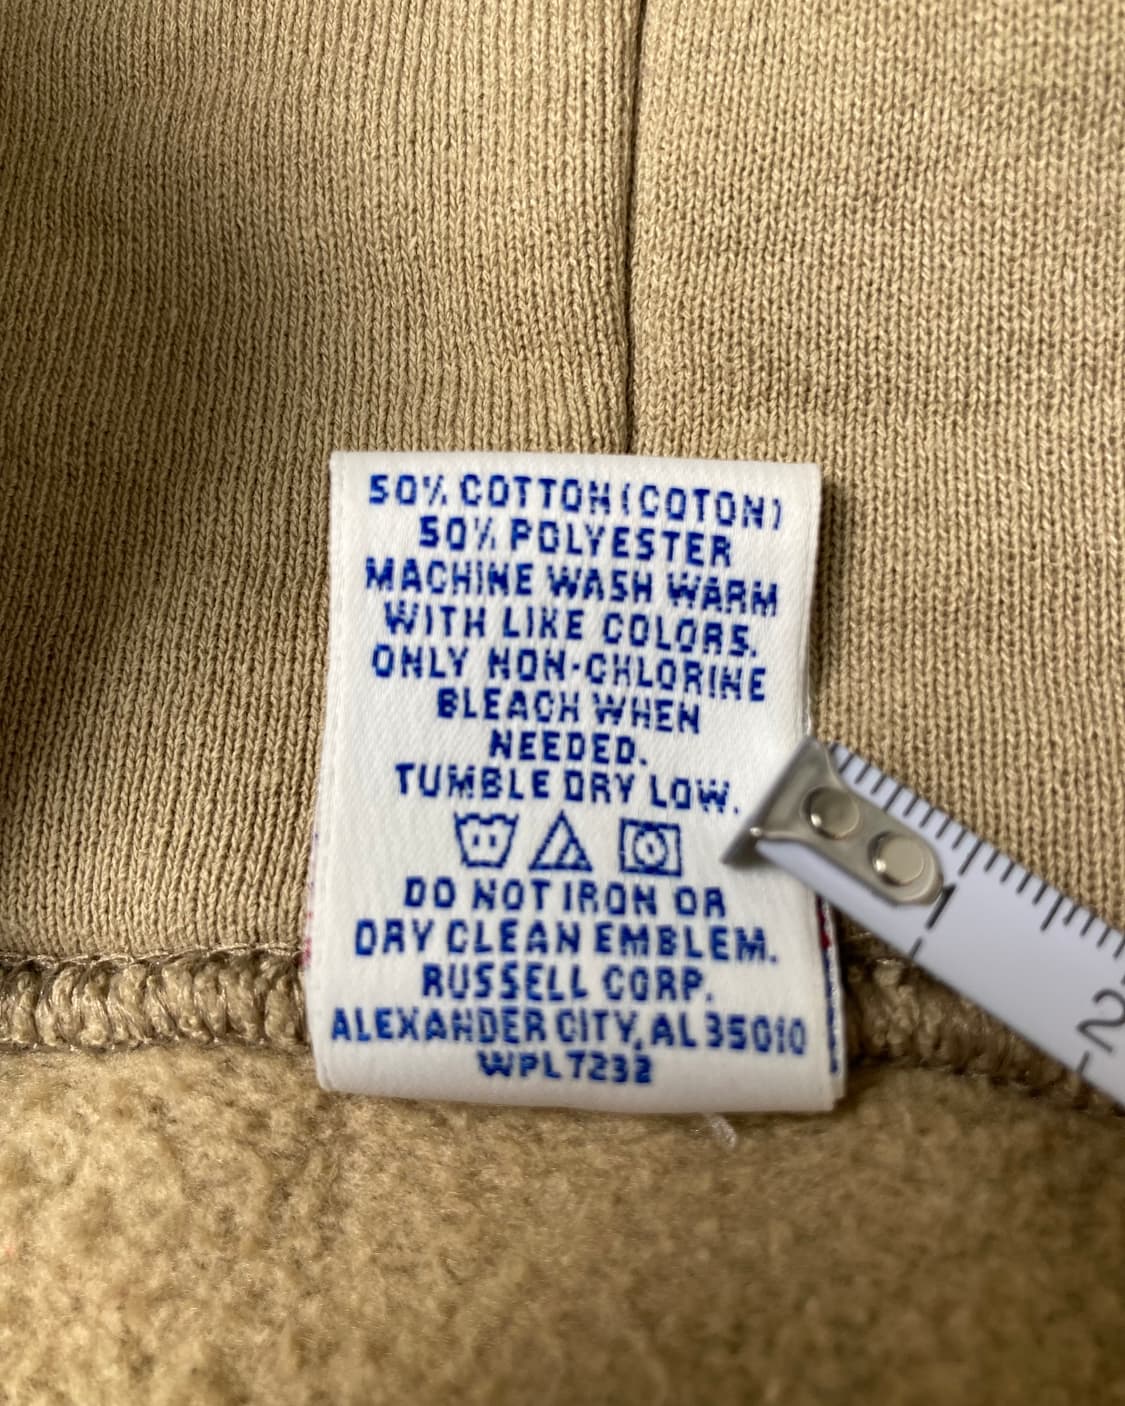 50% COTTON (COTON)
50% POLYESTER
MACHINE WASH WARM
WITH LIKE COLORS.
ONLY NON-CHLORINE
BLEACH WHEN
NEEDED.
TUMBLE DRY LOW.
DO NOT IRON OR
DRY CLEAN EMBLEM.
RUSSELL CORP.
ALEXANDER CITY, AL 35010
WPL7232
1
2